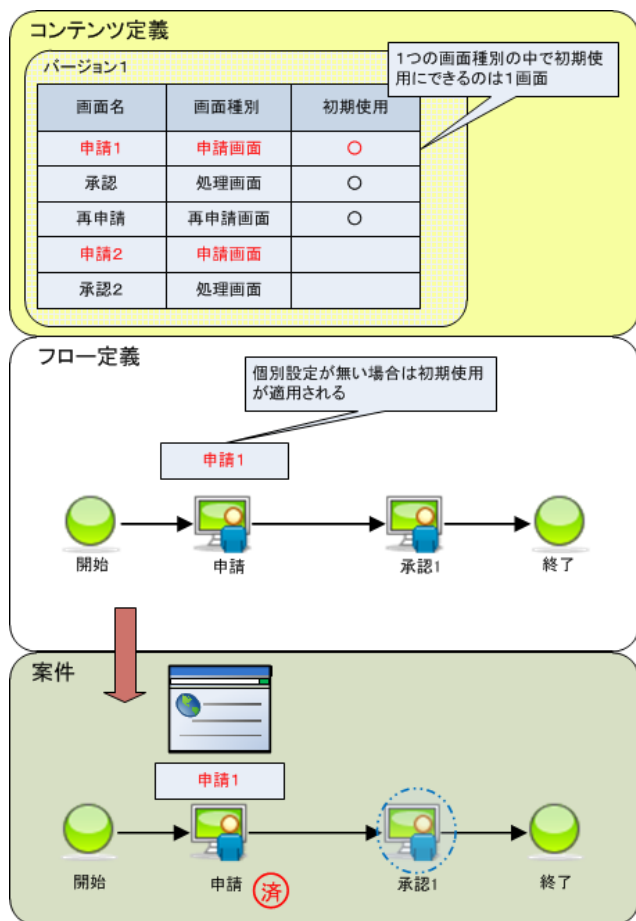 コンテンツ定義
バージョン1
1つの画面種別の中で初期使
用にできるのは1画面
画面名 画面種別 初期使用
申請1 申請画面 ○
承認 処理画面 ○
再申請 再申請画面 ○
申請2 申請画面
承認2 処理画面
フロー定義
個別設定が無い場合は初期使用
が適用される
申請1
開始 申請 承認1 終了
案件
申請1
開始 申請 済 承認1 終了